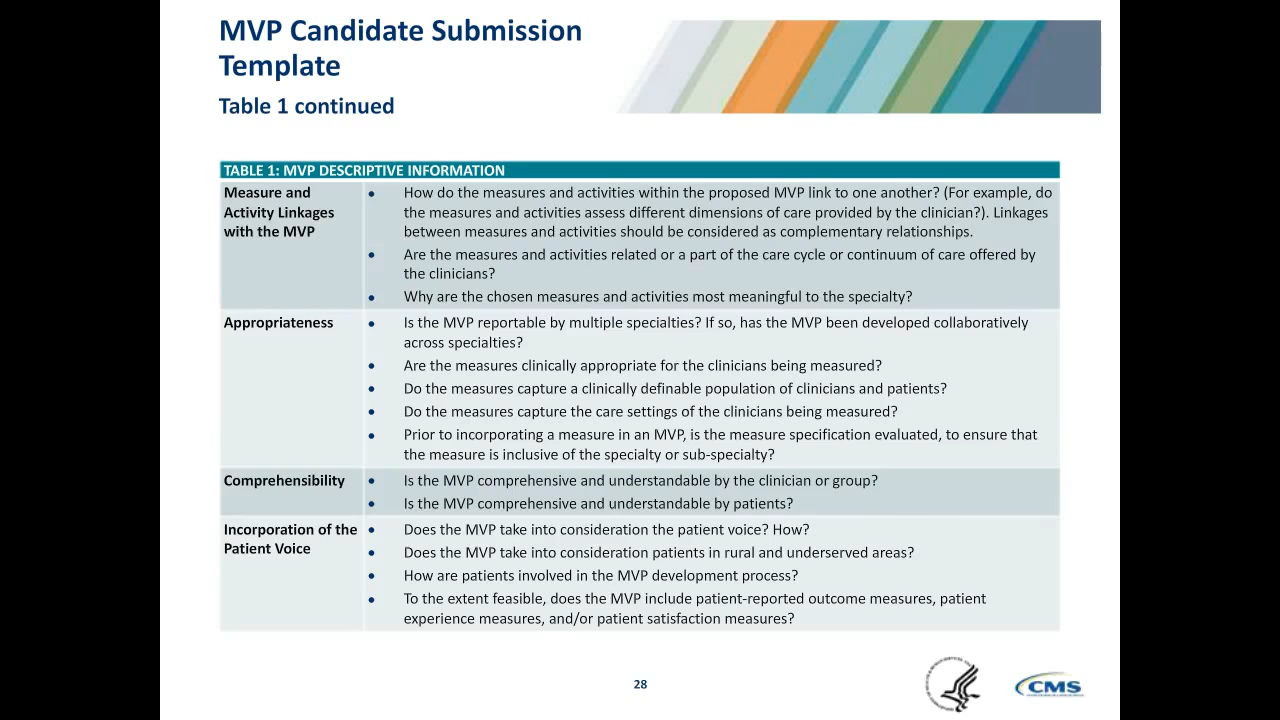 MVP Candidate Submission
Template
Table 1 continued
TABLE 1: MVP DESCRIPTIVE INFORMATION
Measure and
Activity Linkages
with the MVP
• How do the measures and activities within the proposed MVP link to one another? (For example, do
the measures and activities assess different dimensions of care provided by the clinician?). Linkages
between measures and activities should be considered as complementary relationships.
• Are the measures and activities related or a part of the care cycle or continuum of care offered by
the clinicians?
• Why are the chosen measures and activities most meaningful to the specialty?
Appropriateness
• Is the MVP reportable by multiple specialties? If so, has the MVP been developed collaboratively
across specialties?
• Are the measures clinically appropriate for the clinicians being measured?
• Do the measures capture a clinically definable population of clinicians and patients?
• Do the measures capture the care settings of the clinicians being measured?
• Prior to incorporating a measure in an MVP, is the measure specification evaluated, to ensure that
the measure is inclusive of the specialty or sub-specialty?
Comprehensibility
• Is the MVP comprehensive and understandable by the clinician or group?
• Is the MVP comprehensive and understandable by patients?
Incorporation of the
Patient Voice
• Does the MVP take into consideration the patient voice? How?
• Does the MVP take into consideration patients in rural and underserved areas?
• How are patients involved in the MVP development process?
• To the extent feasible, does the MVP include patient-reported outcome measures, patient
experience measures, and/or patient satisfaction measures?
28
CMS